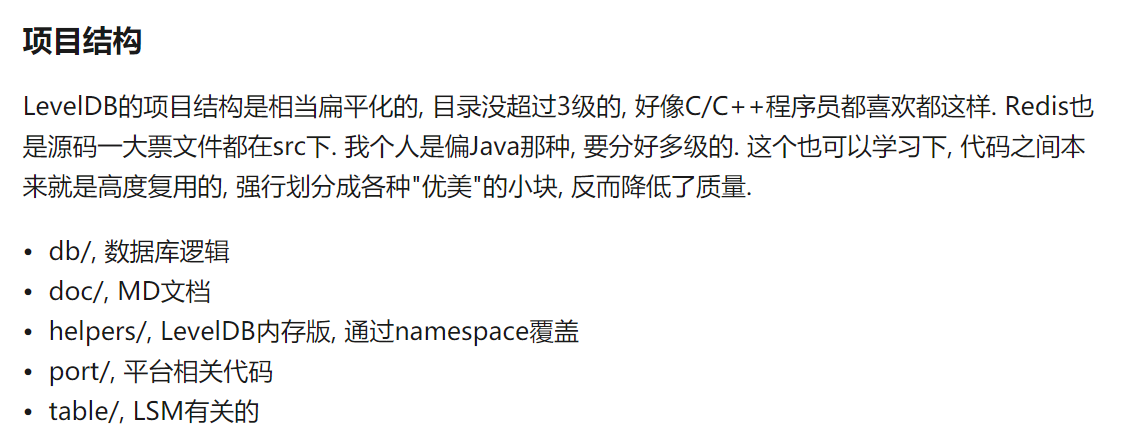 项目结构
LevelDB的项目结构是相当扁平化的, 目录没超过3级的, 好像C/C++程序员都喜欢都这样. Redis也
是源码一大票文件都在src下. 我个人是偏Java那种, 要分好多级的. 这个也可以学习下, 代码之间本
来就是高度复用的, 强行划分成各种"优美"的小块, 反而降低了质量.
• db/, 数据库逻辑
• doc/, MD文档
• helpers/, LevelDB内存版, 通过namespace覆盖
• port/, 平台相关代码
• table/, LSM有关的